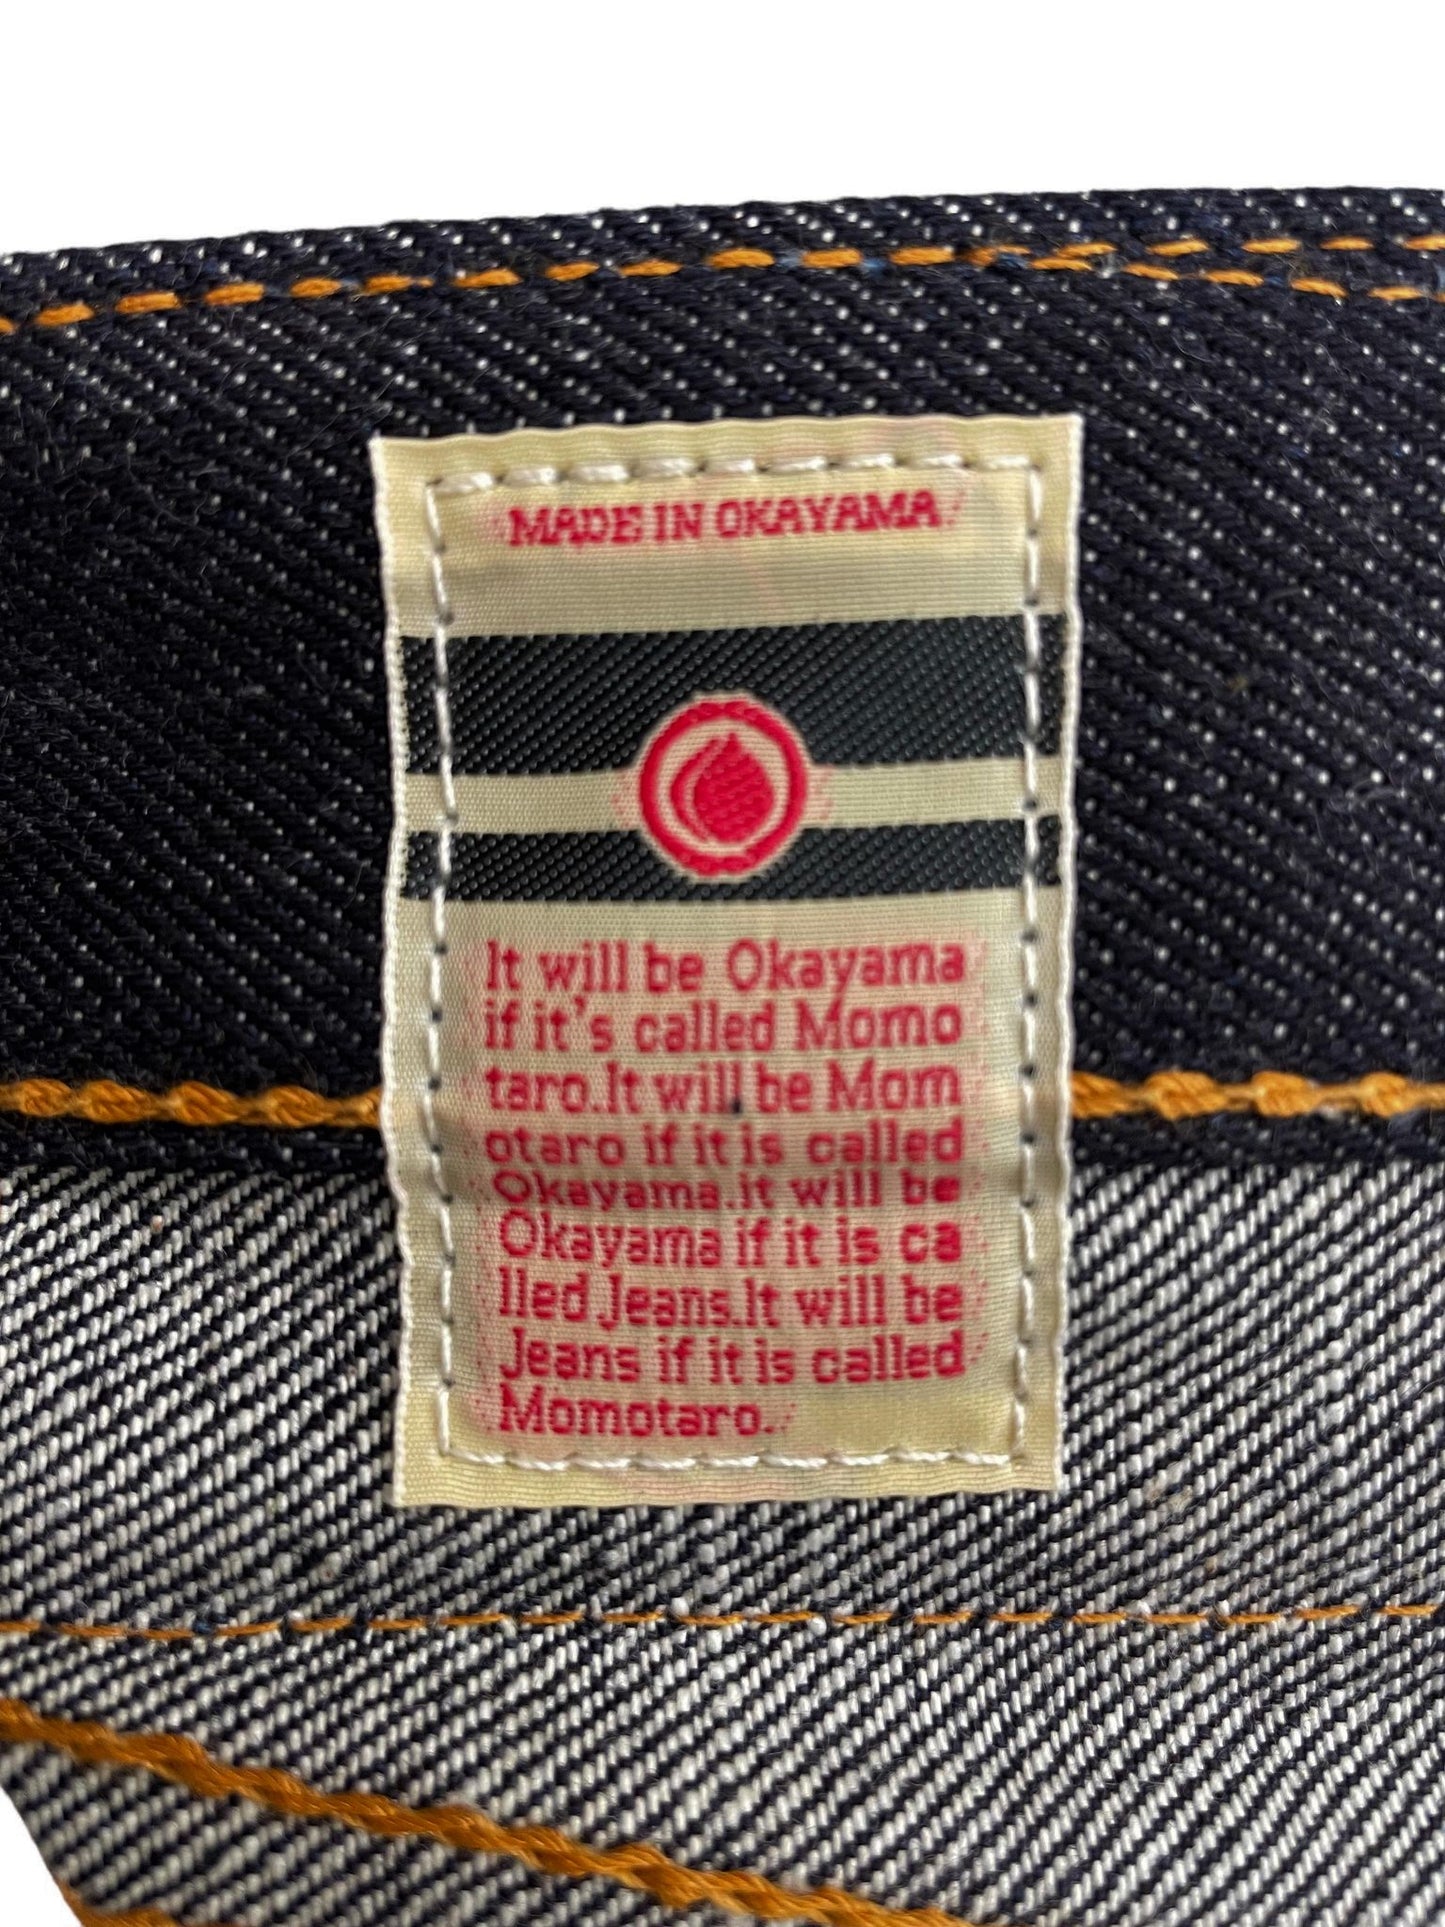 MADE IN OKAYAMA
It will be Okayama
if it's called Momo
taro.It will be Mom
otaro if it is called
Okayama.it will be
Okayama if it is ca
lled Jeans.It will be
Jeans if it is called
Momotaro.